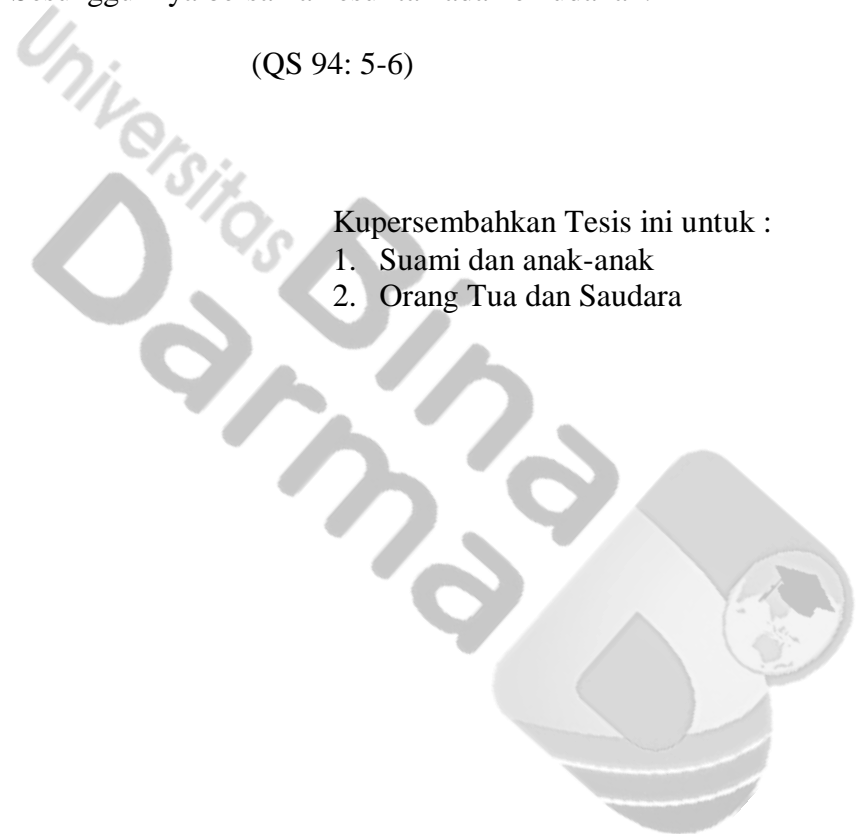 (QS 94: 5-6)
Kupersembahkan Tesis ini untuk :
1. Suami dan anak-anak
2. Orang Tua dan Saudara
Universitas
Bina
Darma